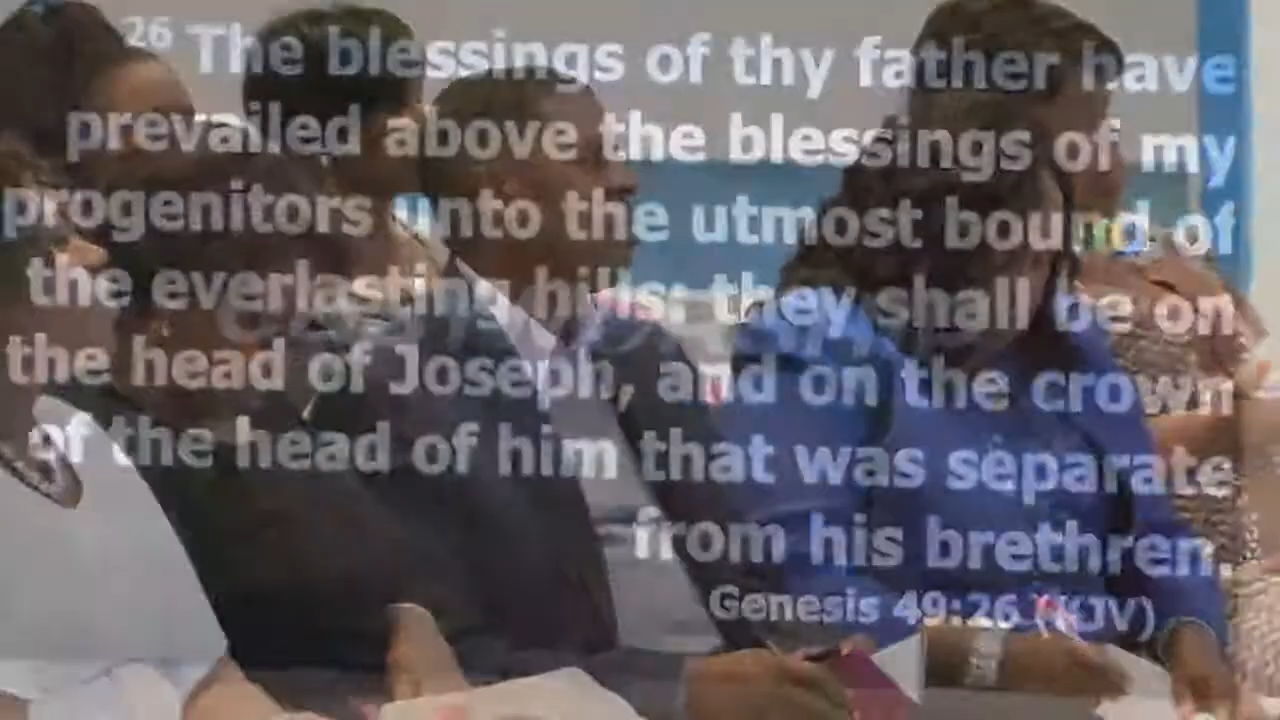 26 The blessings of thy father have
prevailed above the blessings of my
progenitors unto the utmost bound of
the everlasting hills: they shall be on
the head of Joseph, and on the crown
of the head of him that was separate
from his brethren.
Genesis 49:26 (KJV)